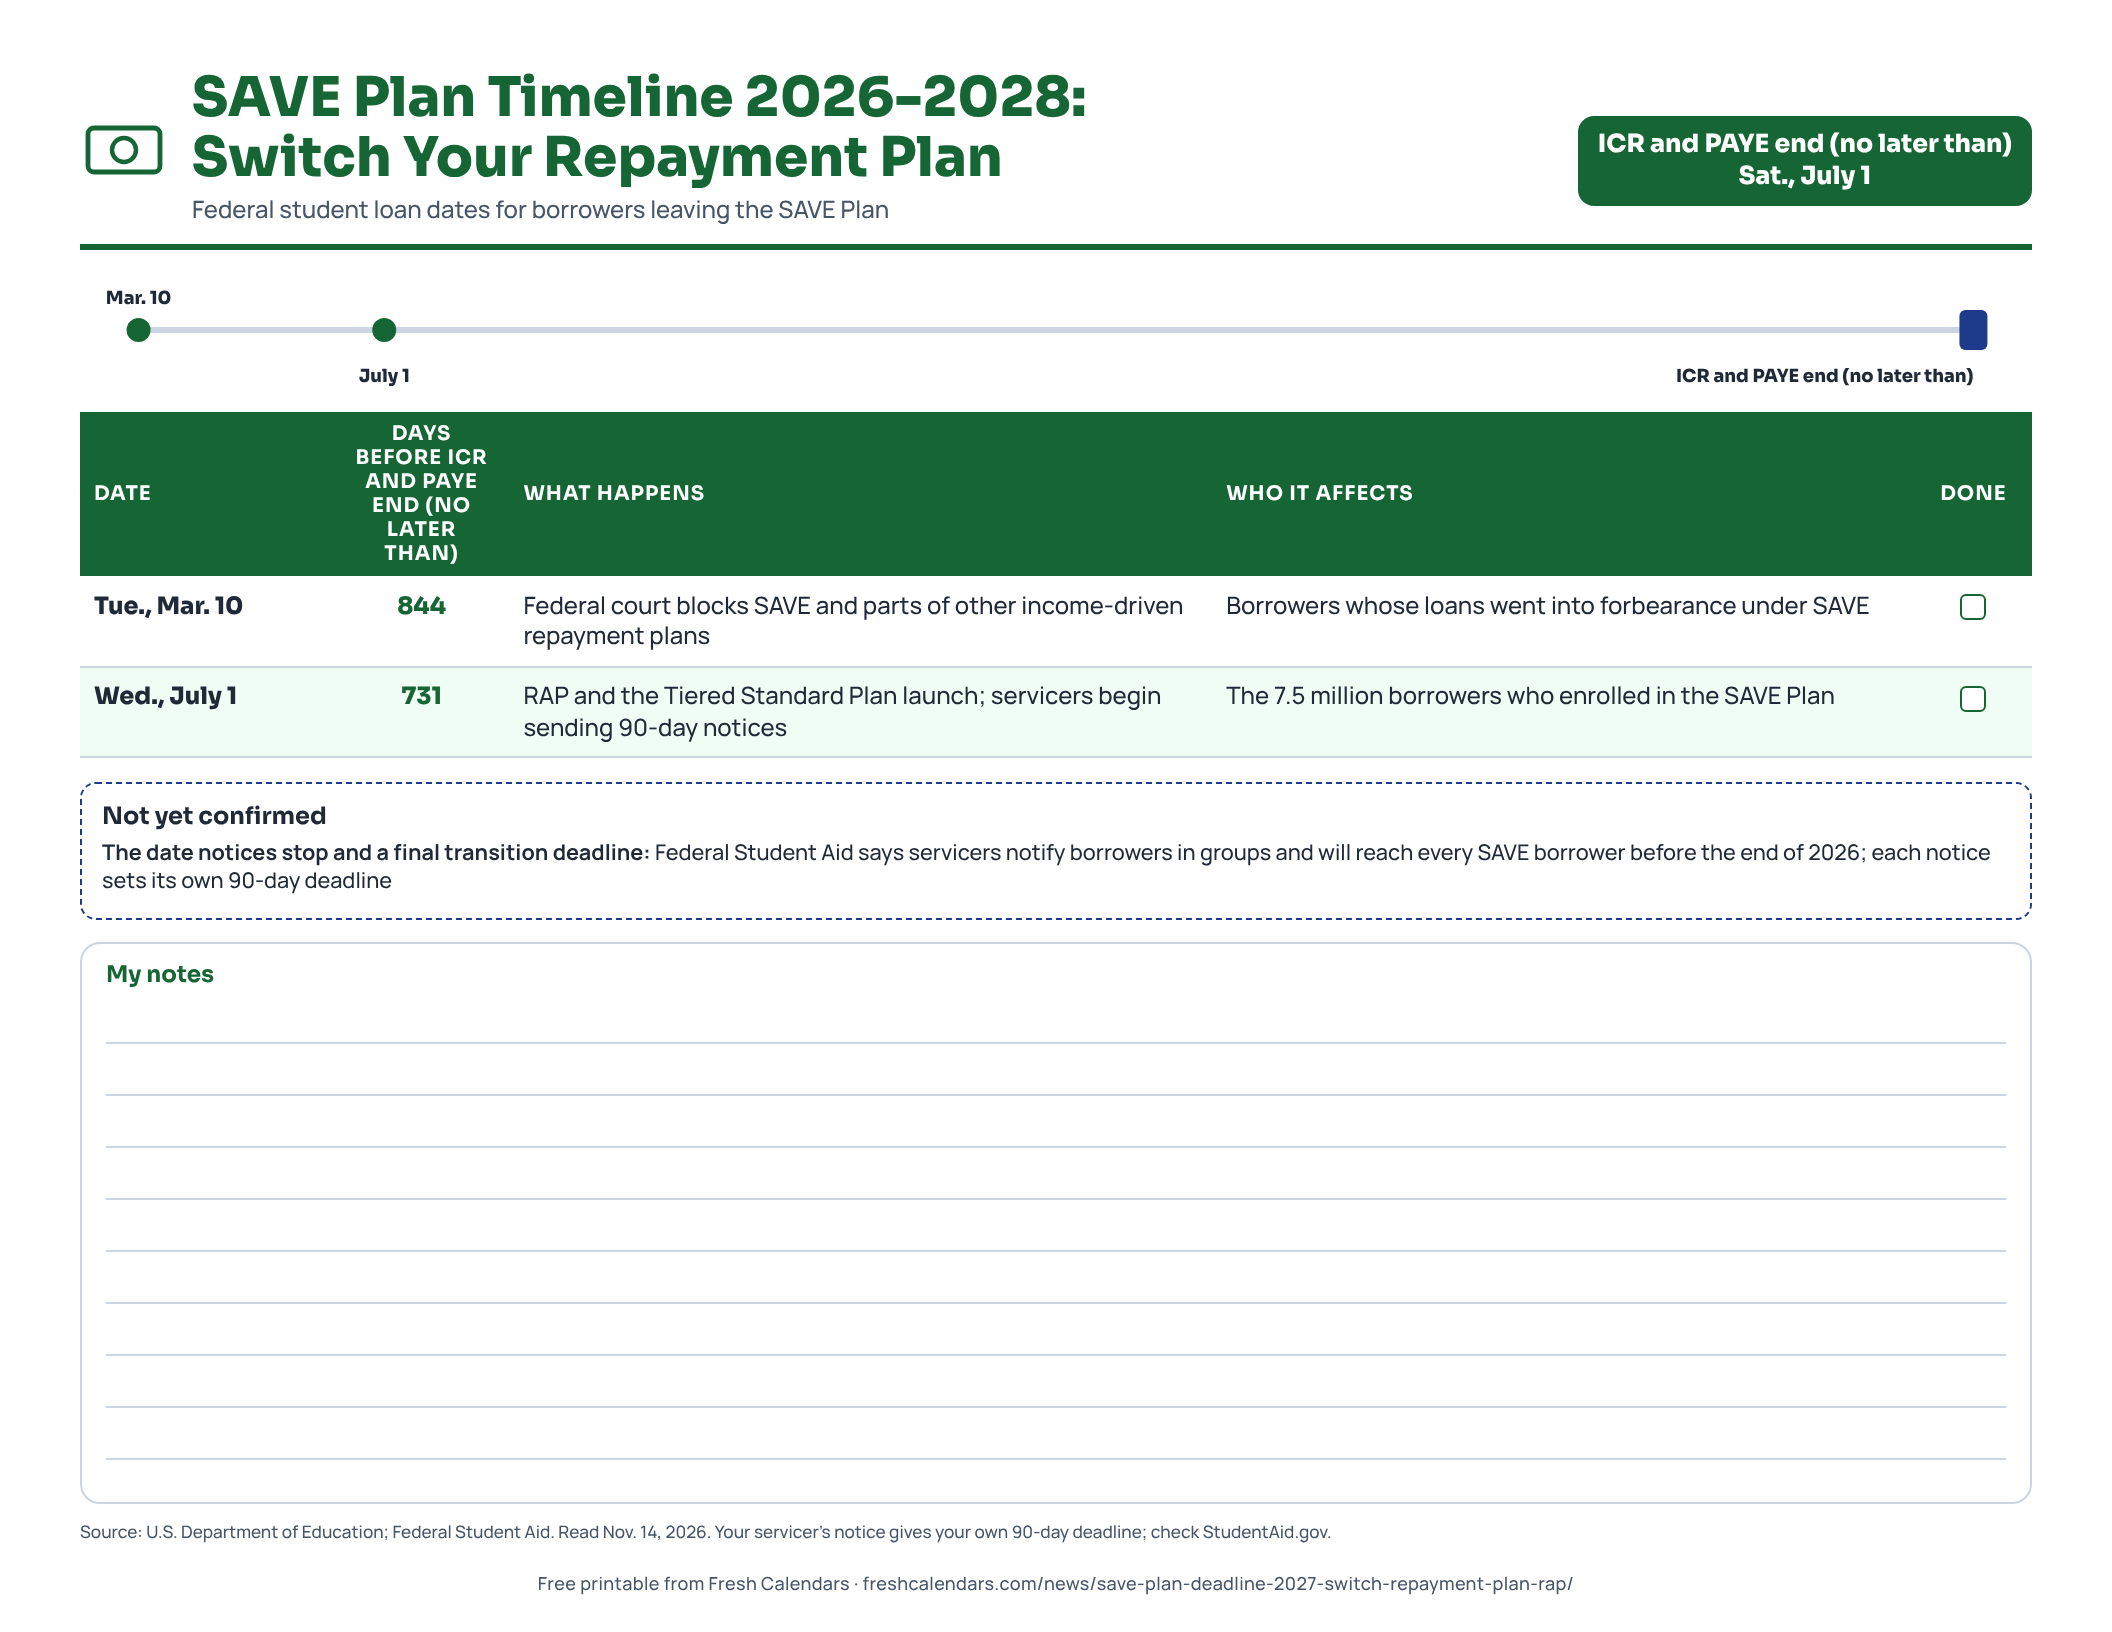 SAVE Plan Timeline 2026–2028:
Switch Your Repayment Plan
Federal student loan dates for borrowers leaving the SAVE Plan
ICR and PAYE end (no later than)
Sat., July 1
Mar. 10
July 1
ICR and PAYE end (no later than)
DATE
DAYS
BEFORE ICR
AND PAYE
END (NO
LATER
THAN)
WHAT HAPPENS
WHO IT AFFECTS
DONE
Tue., Mar. 10
844
Federal court blocks SAVE and parts of other income-driven
repayment plans
Borrowers whose loans went into forbearance under SAVE
Wed., July 1
731
RAP and the Tiered Standard Plan launch; servicers begin
sending 90-day notices
The 7.5 million borrowers who enrolled in the SAVE Plan
Not yet confirmed
The date notices stop and a final transition deadline: Federal Student Aid says servicers notify borrowers in groups and will reach every SAVE borrower before the end of 2026; each notice
sets its own 90-day deadline
My notes
Source: U.S. Department of Education; Federal Student Aid. Read Nov. 14, 2026. Your servicer's notice gives your own 90-day deadline; check StudentAid.gov.
Free printable from Fresh Calendars · freshcalendars.com/news/save-plan-deadline-2027-switch-repayment-plan-rap/